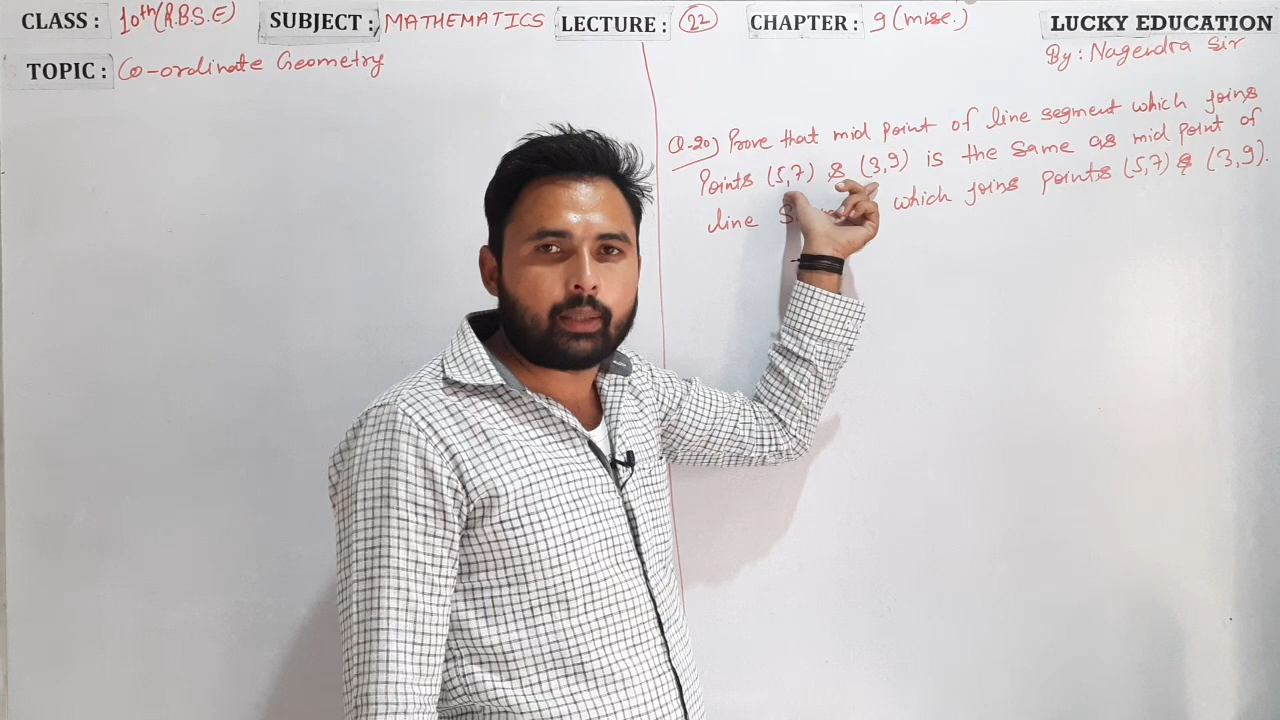 CLASS : 10th (R.B.S.E) SUBJECT : MATHEMATICS LECTURE : 22 CHAPTER : 9 (misc.) LUCKY EDUCATION
By : Nagendra Sir
TOPIC : Co-ordinate Geometry
Q.20) Prove that mid point of line segment which joins
Points (5,7) & (3,9) is the same as mid point of
line which joins points (5,7) & (3,9).